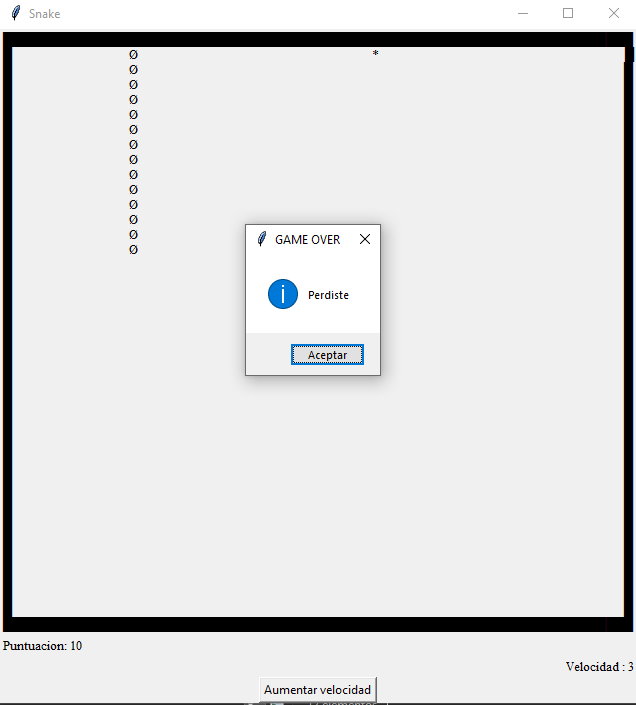 Snake
Ø *
Ø
Ø
Ø
Ø
Ø
Ø
Ø
Ø
Ø
Ø
Ø
Ø
Ø
GAME OVER
Perdiste
Aceptar
Puntuacion: 10
Velocidad : 3
Aumentar velocidad